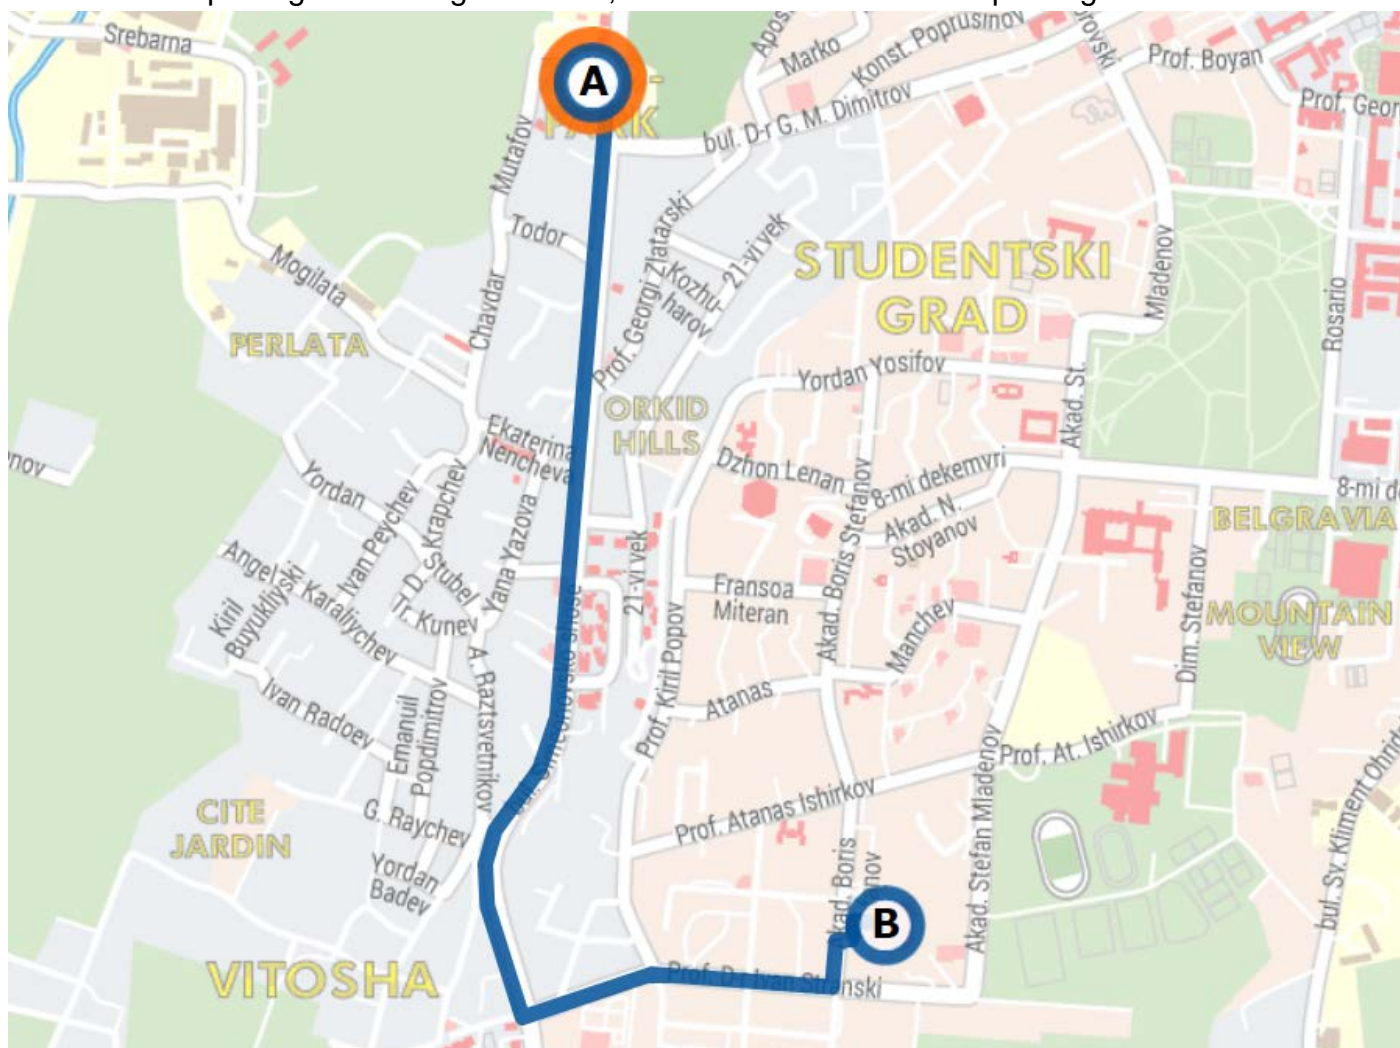 Srebarna
Marko
Konst. Poprusinov
Prof. Boyan
A
PARK
bul. D-r G. M. Dimitrov
Prof. Geor
Chavdar
Mutafov
Todor
Prof. Georgi Zlatarski
Kozhu-
harov
21-vi vek
STUDENTSKI
GRAD
Mladenov
Akad. St.
Rosario
Mogilata
PERLATA
Yordan Yosifov
ORKID
HILLS
Ekaterina
Nencheva
Dzhon Lenan
8-mi dekemvri
Akad. N.
Stoyanov
8-mi d
BELGRAVIA
MOUNTAIN
VIEW
Yordan
D. Stubel
Ivan Peychev
Krapchev
Yana Yazova
21-vi vek
Fransoa
Miteran
Akad. Boris Stefanov
Angel Karaliychev
Kiril
Buyukliyski
Tr. Kunev
A. Raztsvetnikov
Manchev
Atanas
Prof. Kiril Popov
Dim. Stefanov
Ivan Radoev
Emanuil
Popdimitrov
Prof. At. Ishirkov
Prof. Atanas Ishirkov
CITE
JARDIN
G. Raychev
Yordan
Badev
Akad. Stefan Mladenov
bul. Sv. Kliment Ohrid
B
VITOSHA
Prof. D-r Ivan Stranski